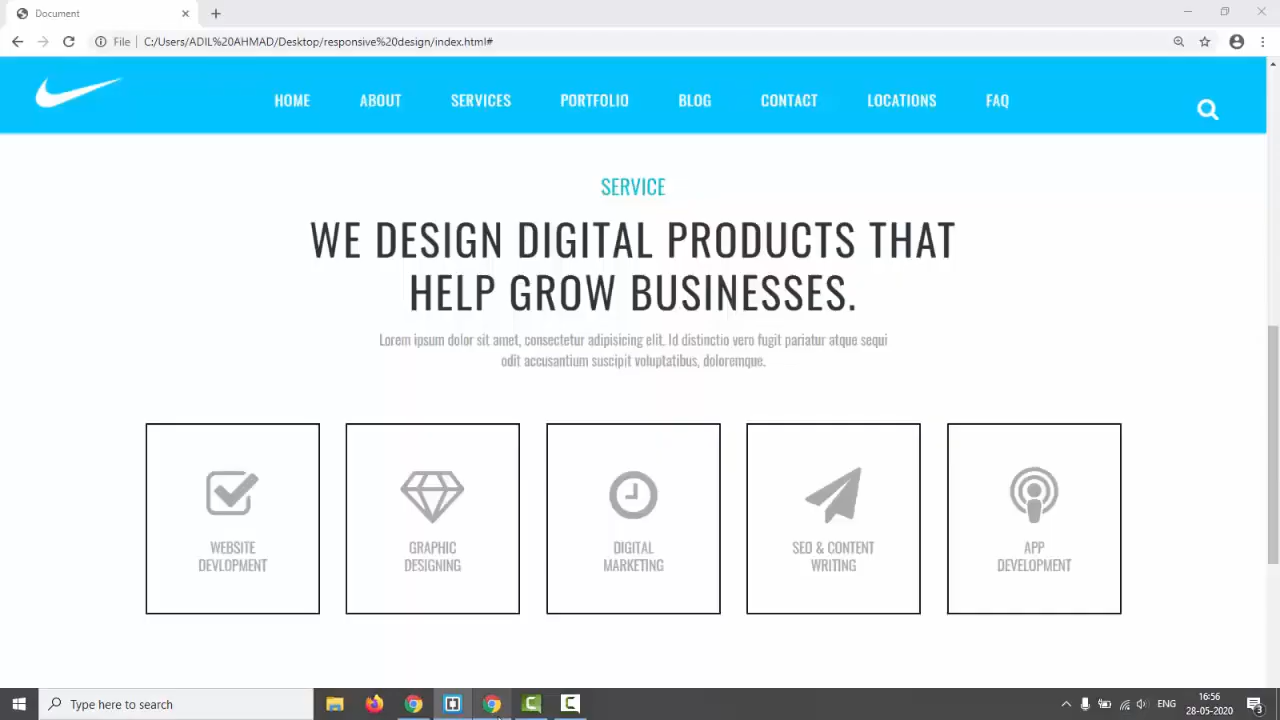 Document
File
C:/Users/ADIL%20AHMAD/Desktop/responsive%20design/index.html#
HOME ABOUT SERVICES PORTFOLIO BLOG CONTACT LOCATIONS FAQ
SERVICE
WE DESIGN DIGITAL PRODUCTS THAT
HELP GROW BUSINESSES.
Lorem ipsum dolor sit amet, consectetur adipisicing elit. Id distinctio vero fugit pariatur atque sequi
odit accusantium suscipit voluptatibus, doloremque.
WEBSITE
DEVLOPMENT
GRAPHIC
DESIGNING
DIGITAL
MARKETING
SEO & CONTENT
WRITING
APP
DEVELOPMENT
Type here to search
ENG
16:56
28-05-2020
3